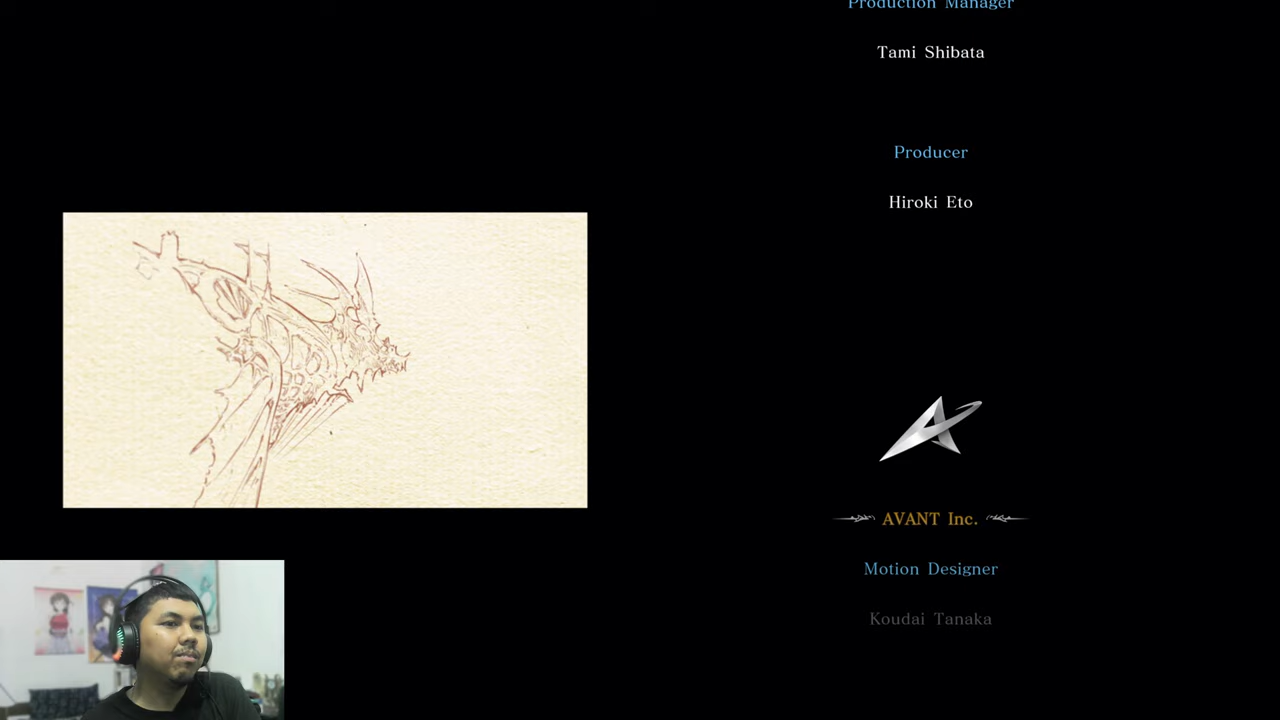 Production Manager
Tami Shibata
Producer
Hiroki Eto
AVANT Inc.
Motion Designer
Koudai Tanaka